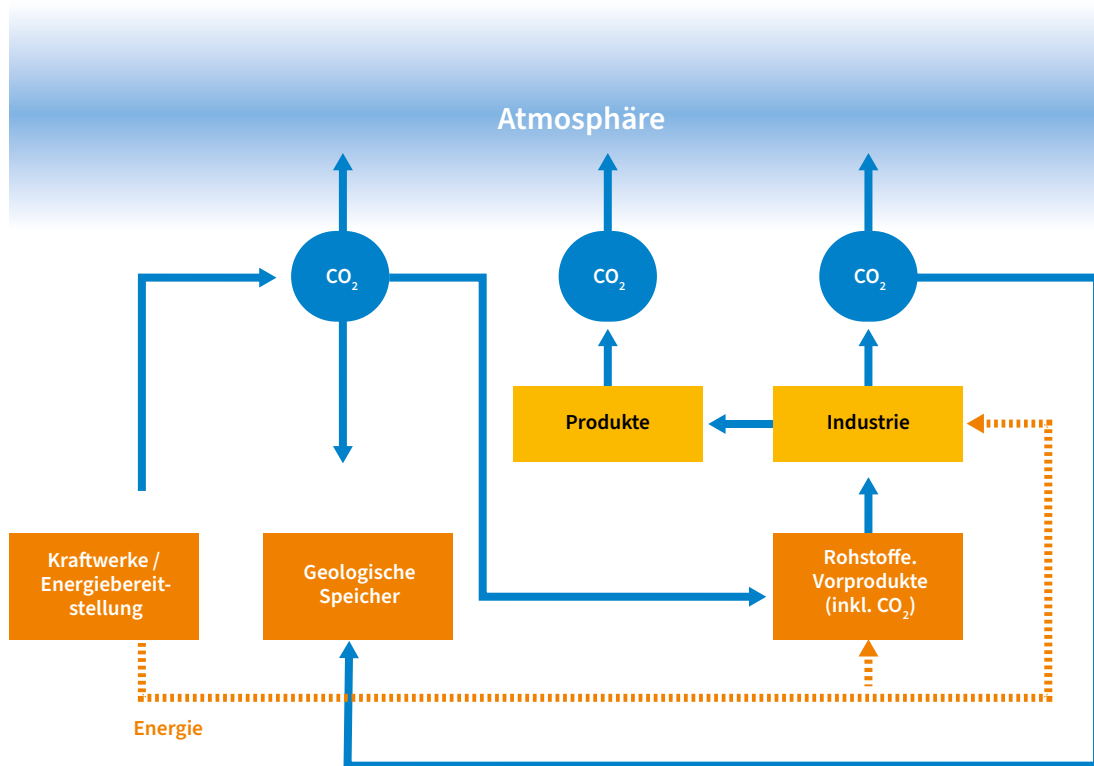 Atmosphäre
CO₂
CO₂
CO₂
Produkte
Industrie
Kraftwerke /
Energiebereit-
stellung
Geologische
Speicher
Rohstoffe.
Vorprodukte
(inkl. CO₂)
Energie